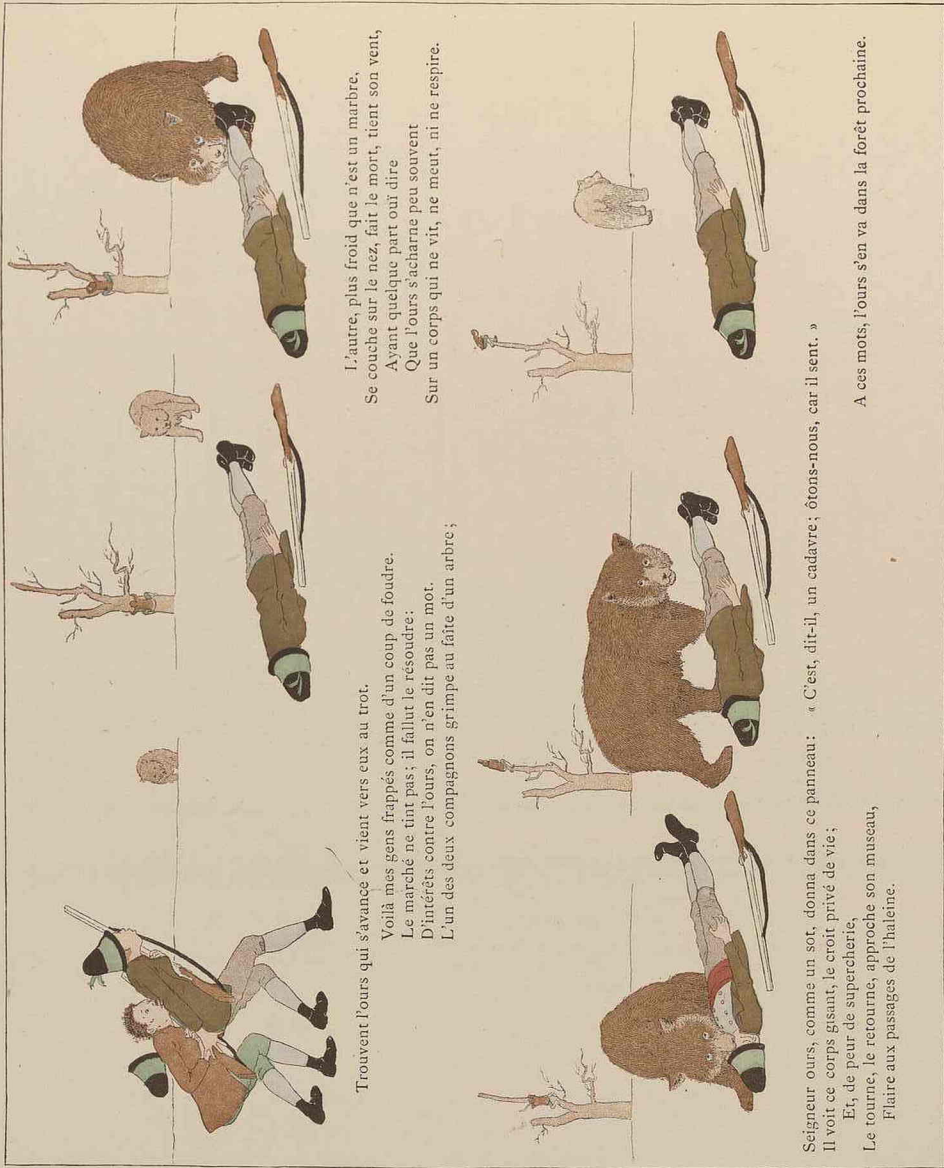 Trouvent l'ours qui s'avance et vient vers eux au trot.
Voilà mes gens frappés comme d'un coup de foudre.
Le marché ne tint pas; il fallut le résoudre:
D'intérêts contre l'ours, on n'en dit pas un mot.
L'un des deux compagnons grimpe au faîte d'un arbre;
L'autre, plus froid que n'est un marbre,
Se couche sur le nez, fait le mort, tient son vent,
Ayant quelque part ouï dire
Que l'ours s'acharne peu souvent
Sur un corps qui ne vit, ne meut, ni ne respire.
Seigneur ours, comme un sot, donna dans ce panneau:
Il voit ce corps gisant, le croit privé de vie;
Et, de peur de supercherie,
Le tourne, le retourne, approche son museau,
Flaire aux passages de l'haleine.
« C'est, dit-il, un cadavre; ôtons-nous, car il sent. »
A ces mots, l'ours s'en va dans la forêt prochaine.